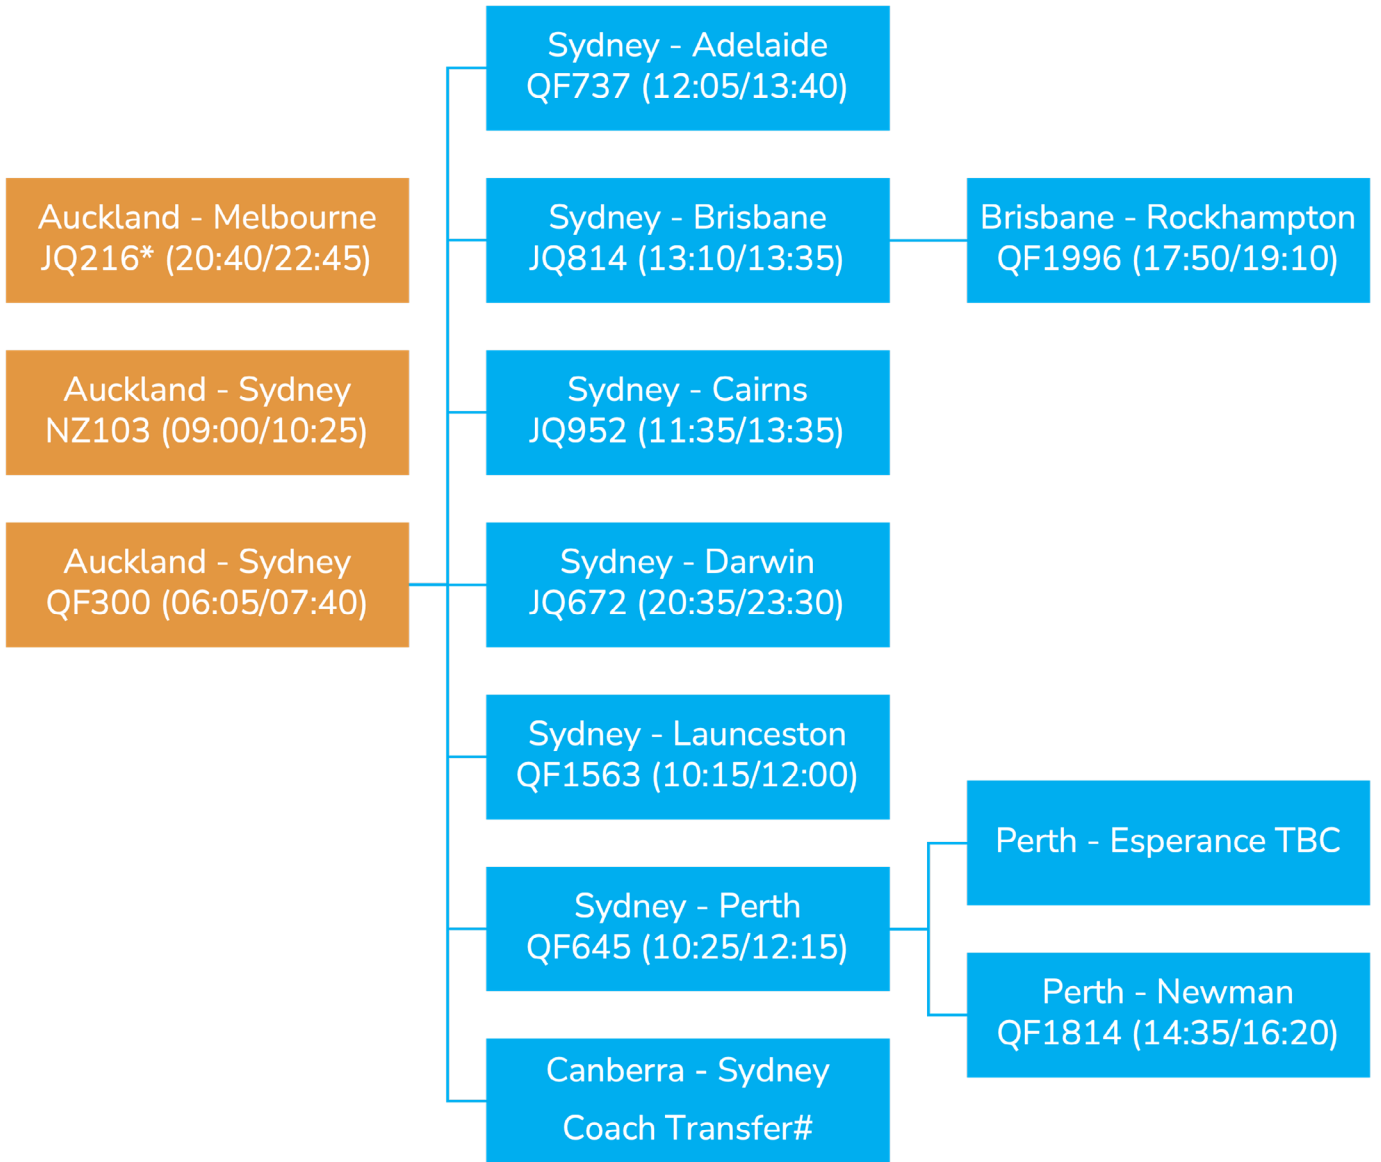 Auckland - Melbourne
JQ216* (20:40/22:45)
Auckland - Sydney
NZ103 (09:00/10:25)
Auckland - Sydney
QF300 (06:05/07:40)
Sydney - Adelaide
QF737 (12:05/13:40)
Sydney - Brisbane
JQ814 (13:10/13:35)
Sydney - Cairns
JQ952 (11:35/13:35)
Sydney - Darwin
JQ672 (20:35/23:30)
Sydney - Launceston
QF1563 (10:15/12:00)
Sydney - Perth
QF645 (10:25/12:15)
Canberra - Sydney
Coach Transfer#
Brisbane - Rockhampton
QF1996 (17:50/19:10)
Perth - Esperance TBC
Perth - Newman
QF1814 (14:35/16:20)